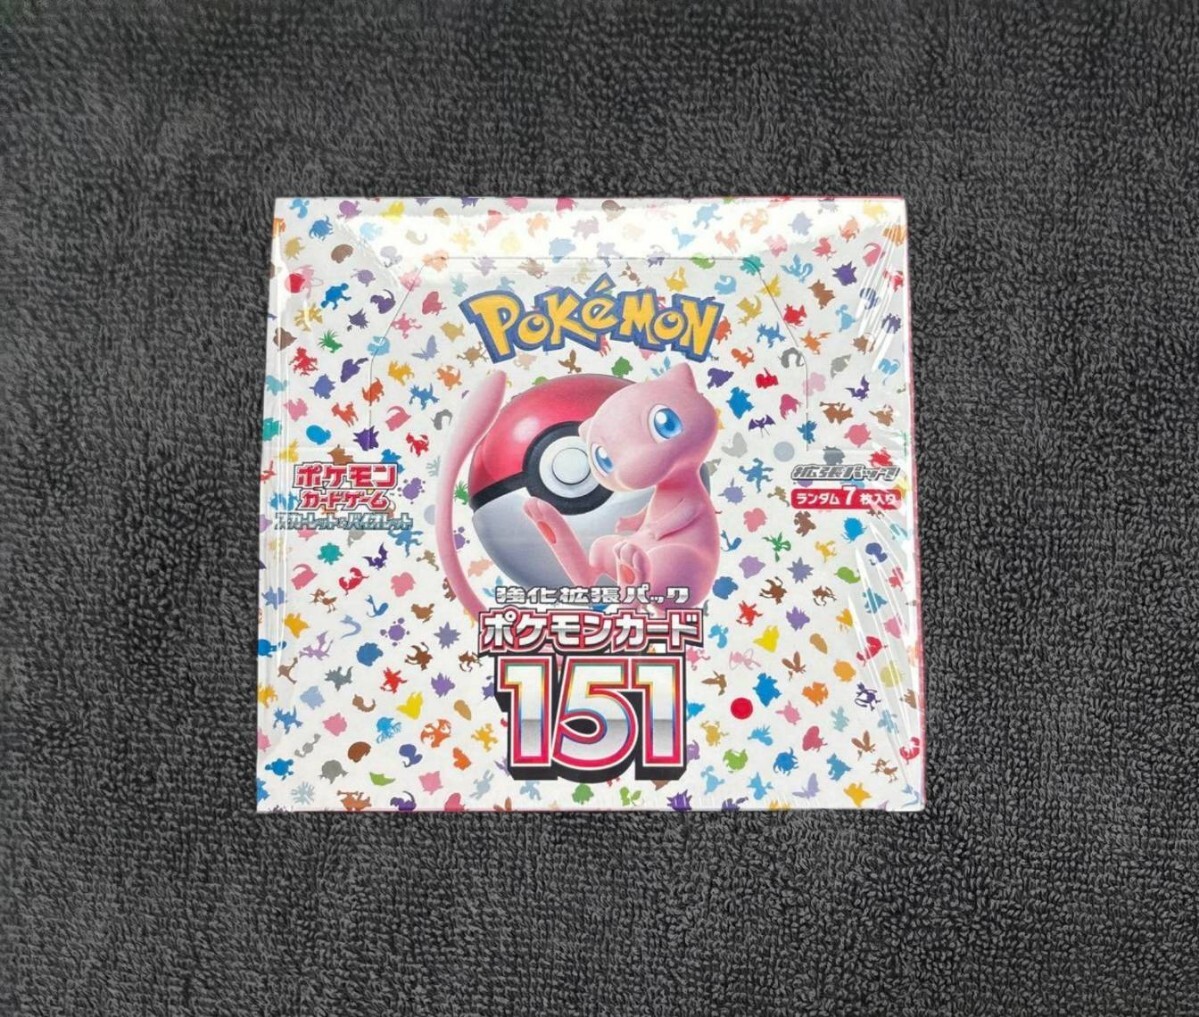 POKéMON
ポケモン
カードゲーム
スカーレット&バイオレット
拡張パック
ランダム7枚入り
強化拡張パック
ポケモンカード
151